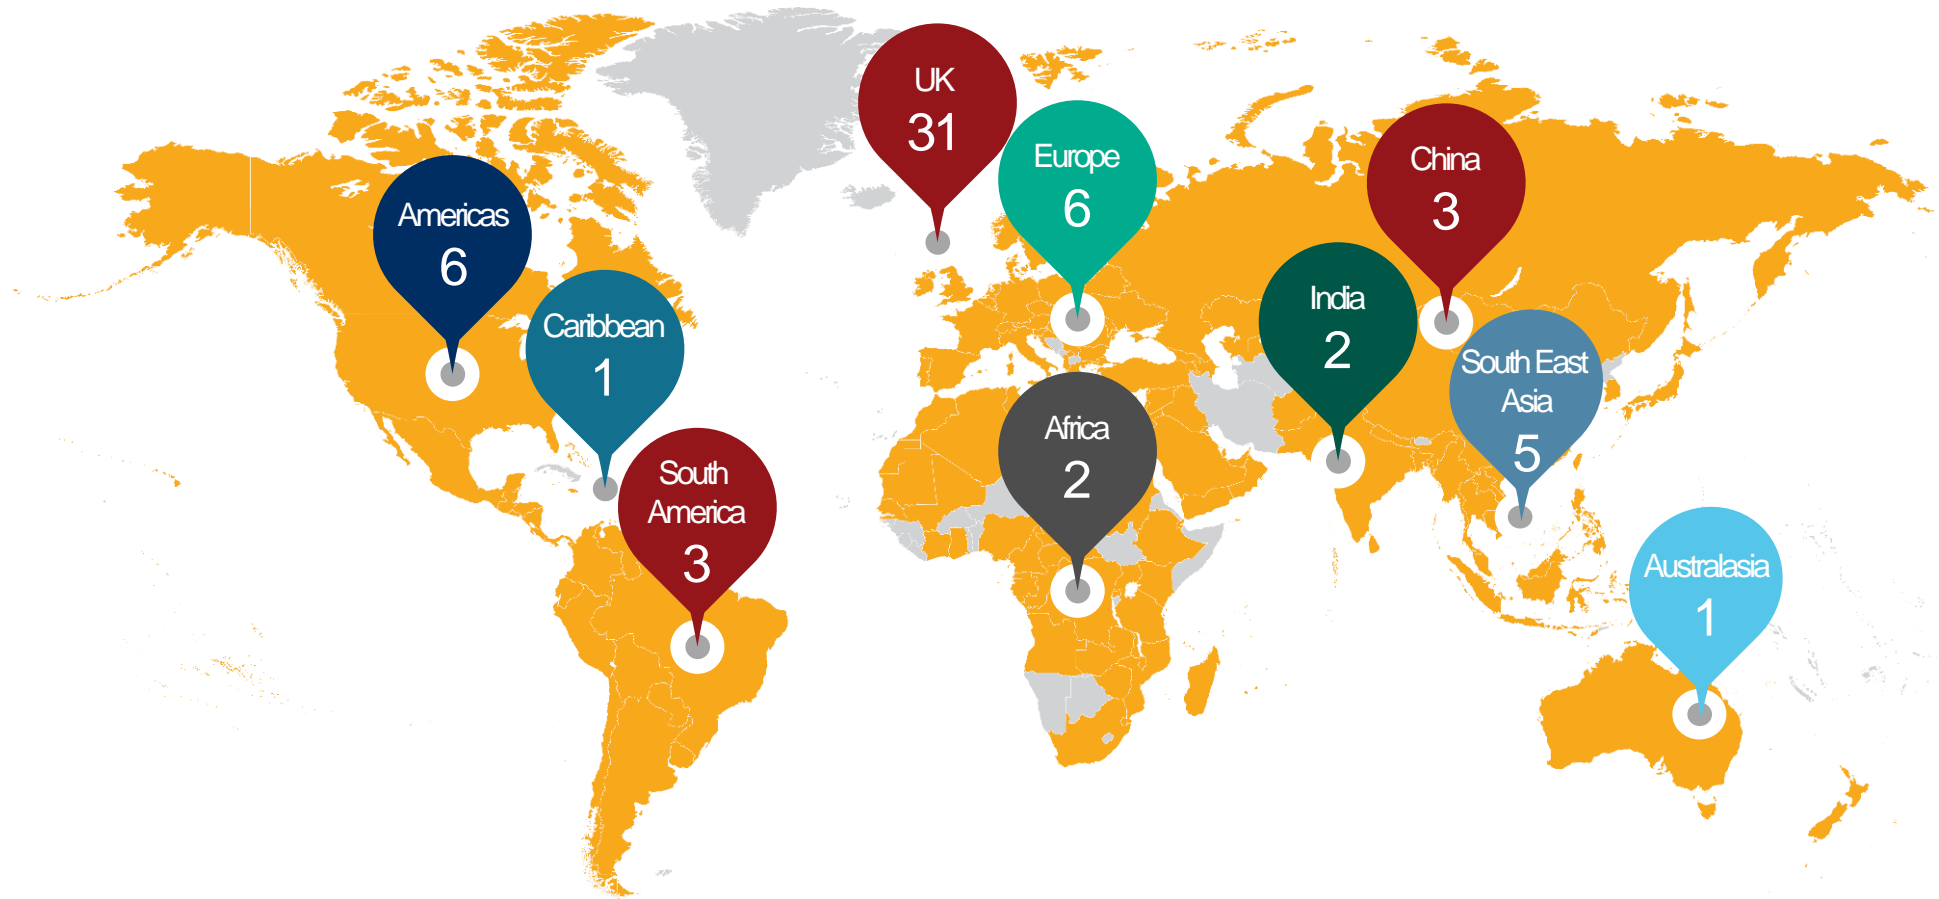 UK
31
Europe
6
China
3
Americas
6
India
2
Caribbean
1
South East
Asia
5
Africa
2
South
America
3
Australasia
1